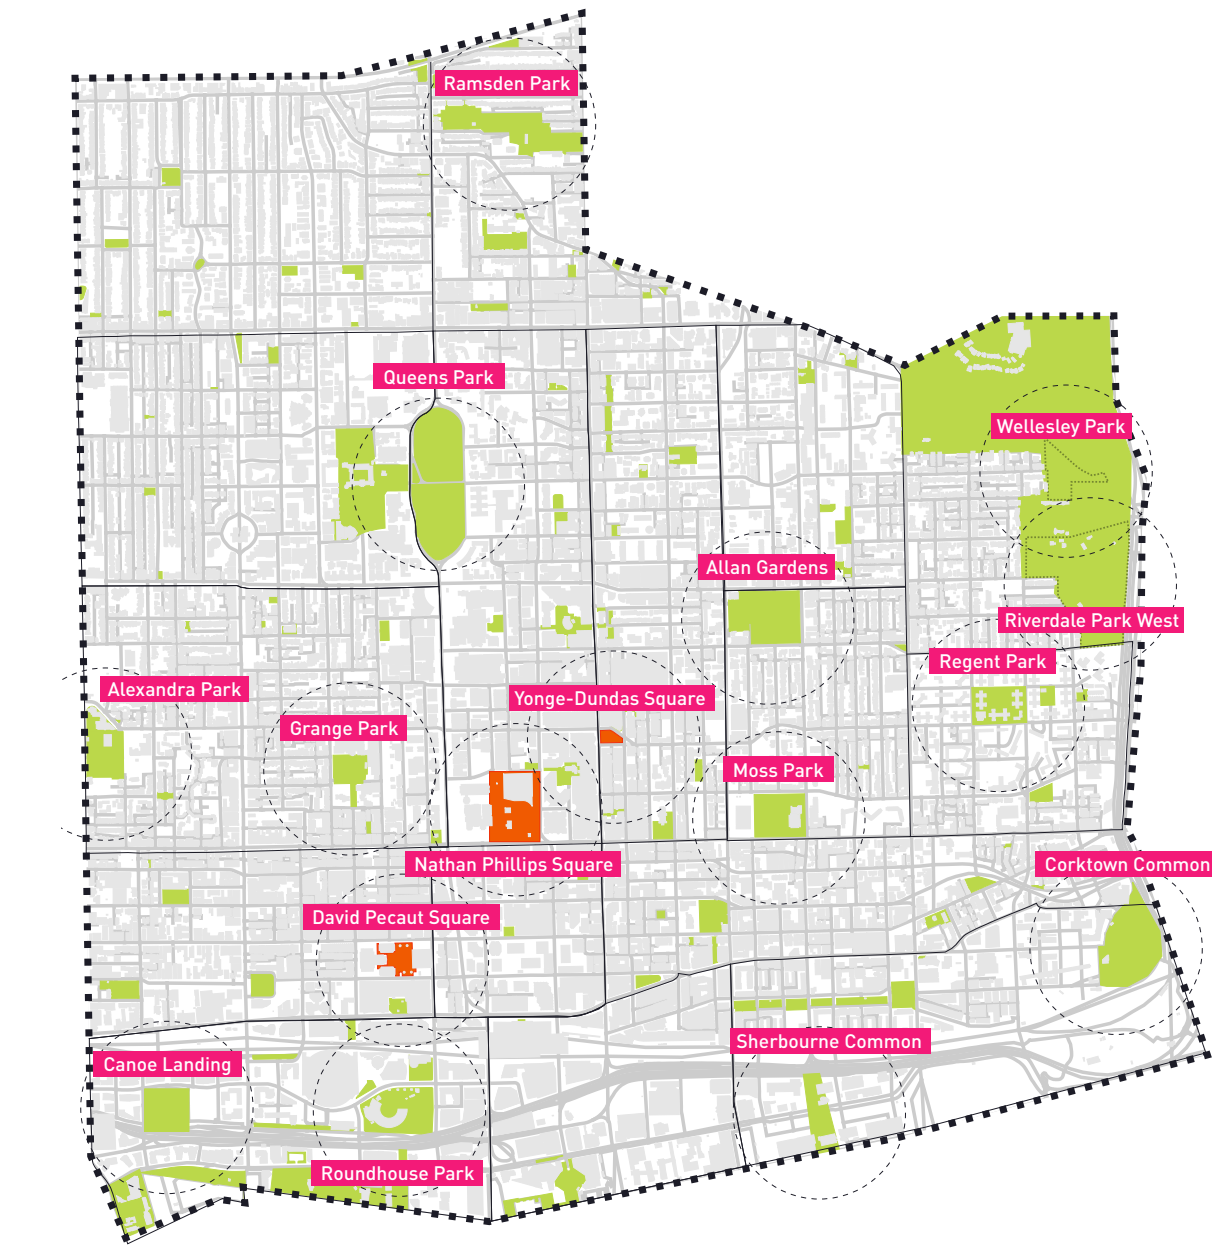 Ramsden Park
Queens Park
Wellesley Park
Allan Gardens
Riverdale Park West
Regent Park
Alexandra Park
Yonge-Dundas Square
Grange Park
Moss Park
Nathan Phillips Square
Corktown Common
David Pecaut Square
Sherbourne Common
Canoe Landing
Roundhouse Park